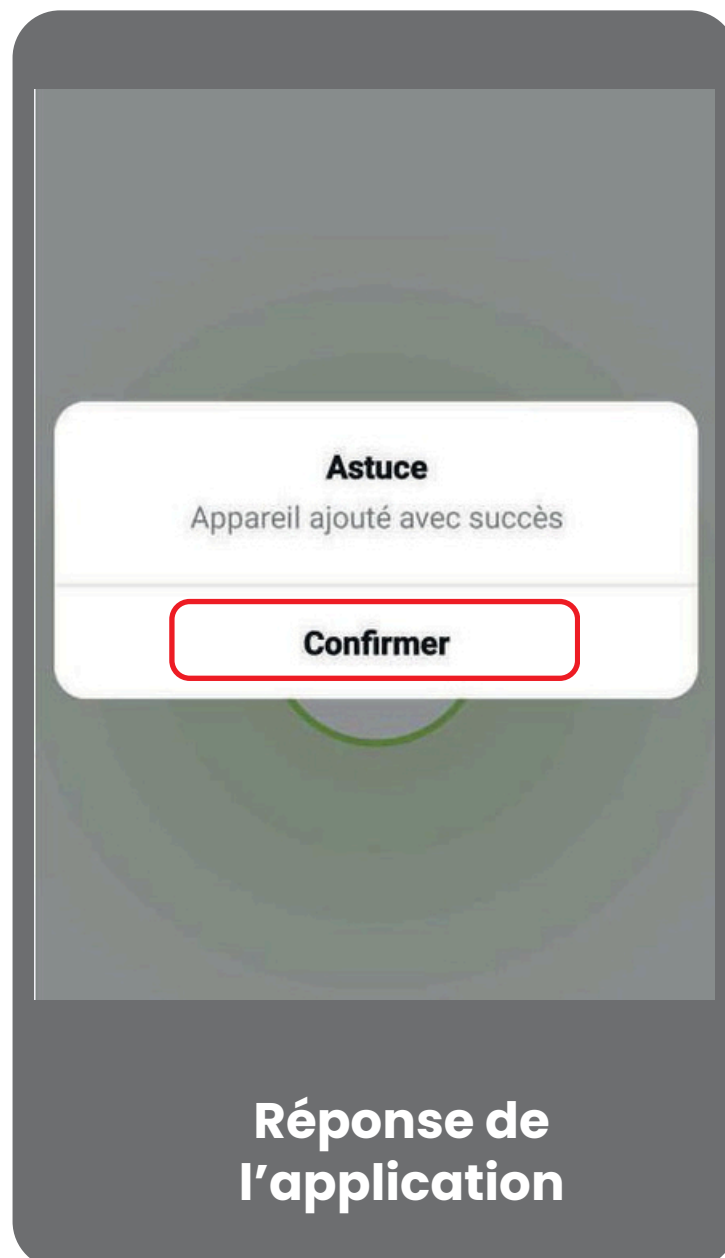 Astuce
Appareil ajouté avec succès
Confirmer
Réponse de
l’application